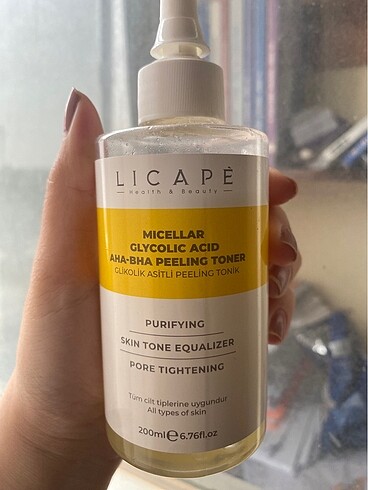 LICAPÈ
Health & Beauty
MICELLAR
GLYCOLIC ACID
AHA-BHA PEELING TONER
GLİKOLİK ASİTLİ PEELİNG TONİK
PURIFYING
SKIN TONE EQUALIZER
PORE TIGHTENING
Tüm cilt tiplerine uygundur
All types of skin
200ml ℮ 6.76fl.oz